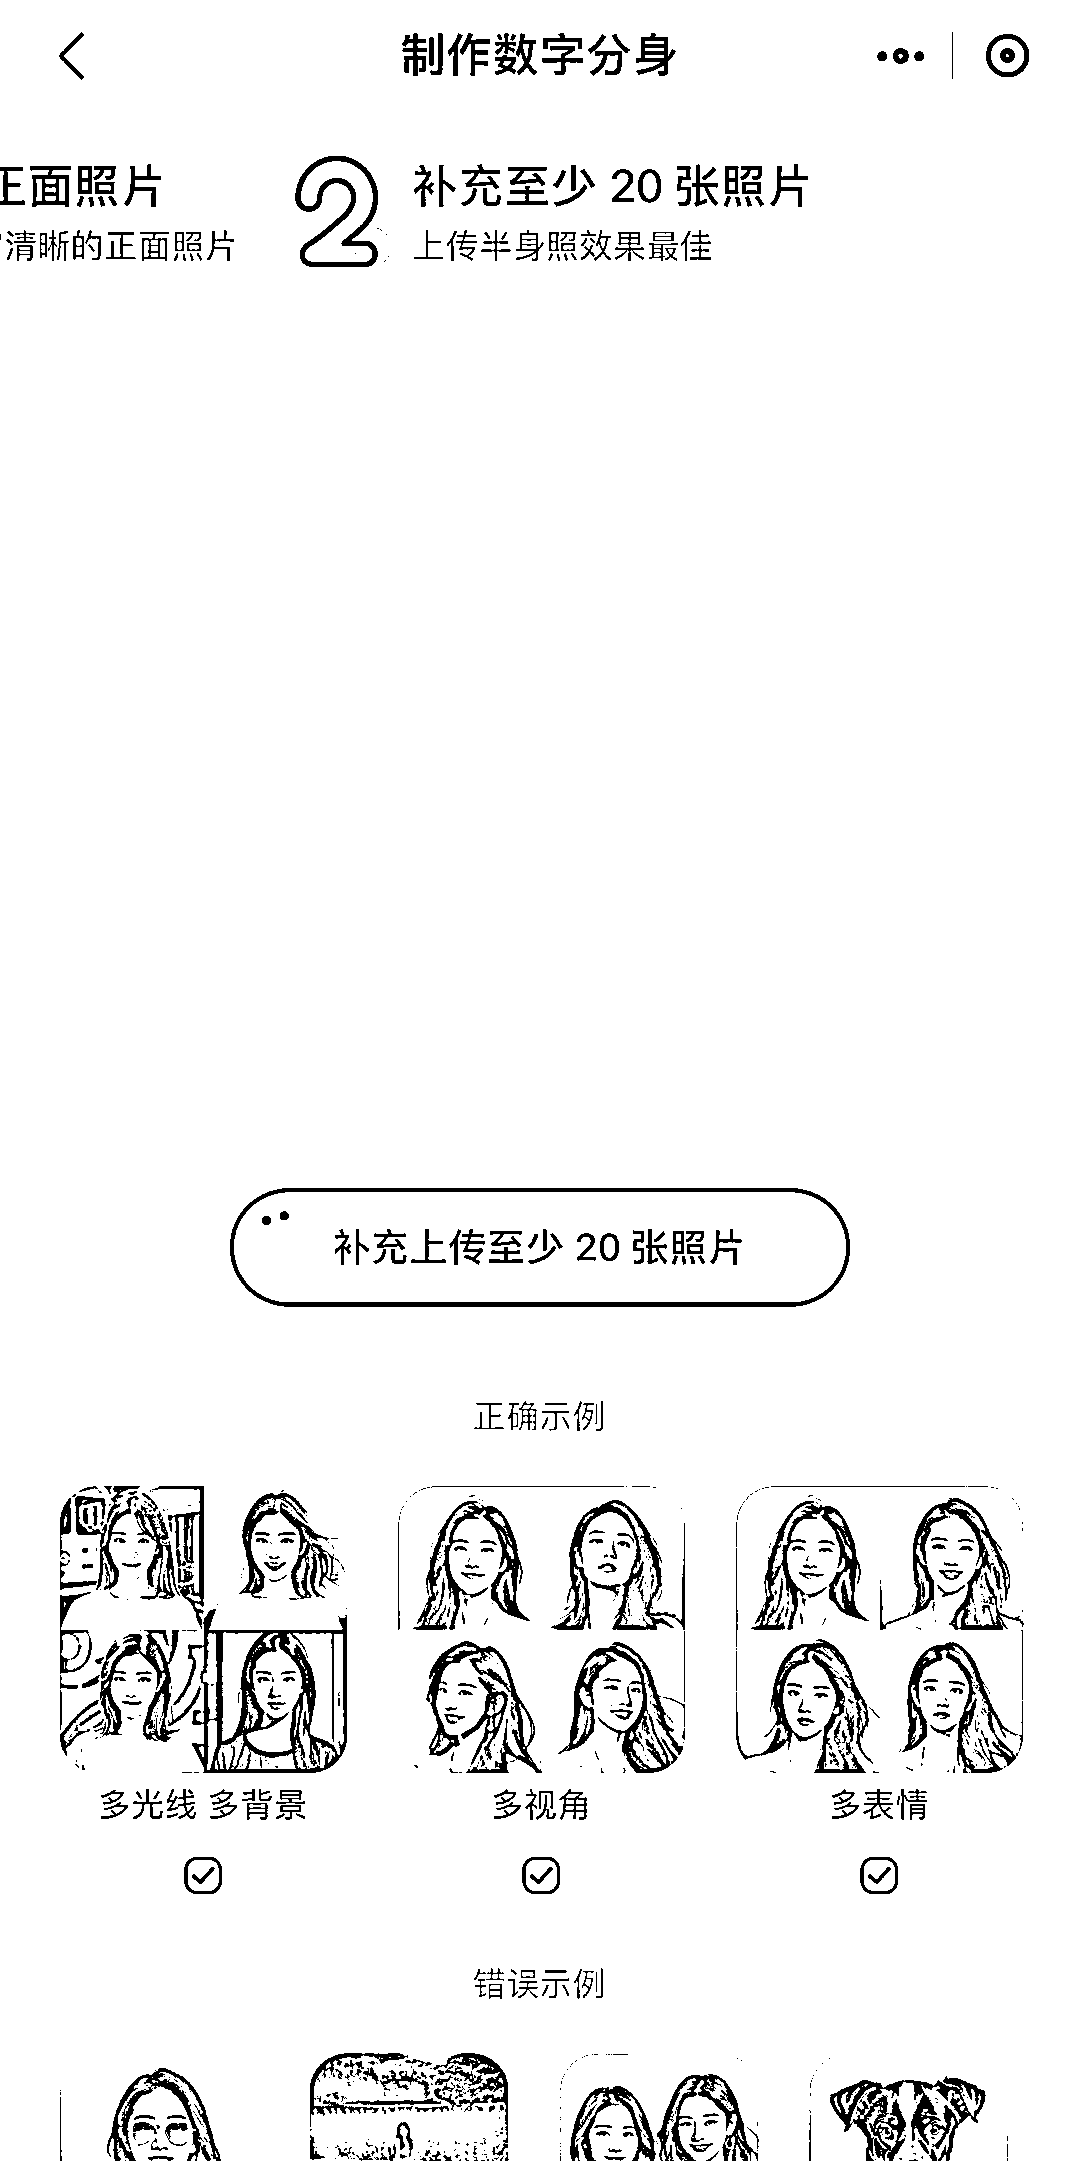 制作数字分身
正面照片
清晰的正面照片
2
补充至少 20 张照片
上传半身照效果最佳
补充上传至少 20 张照片
正确示例
多光线 多背景
多视角
多表情
错误示例